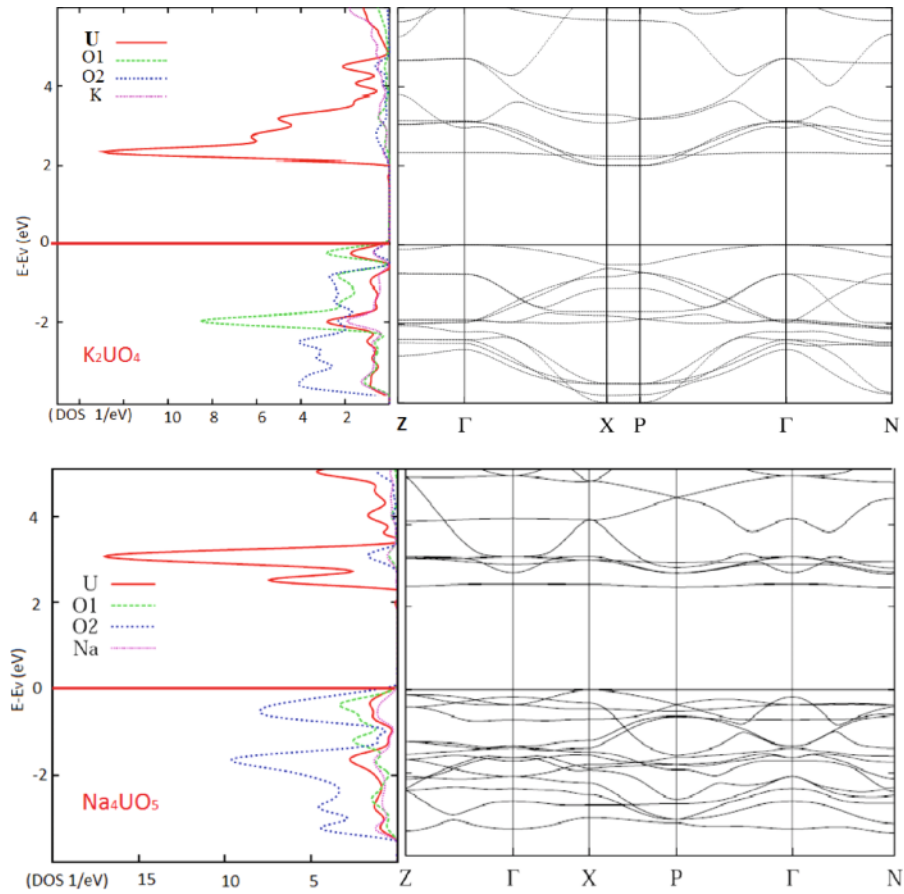 U
O1
O2
K
4
2
0
-2
E-Ev (eV)
K₂UO₄
(DOS 1/eV) 10 8 6 4 2
Z Γ X P Γ N
4
2
0
-2
E-Ev (eV)
U
O1
O2
Na
Na₄UO₅
(DOS 1/eV) 15 10 5
Z Γ X P Γ N